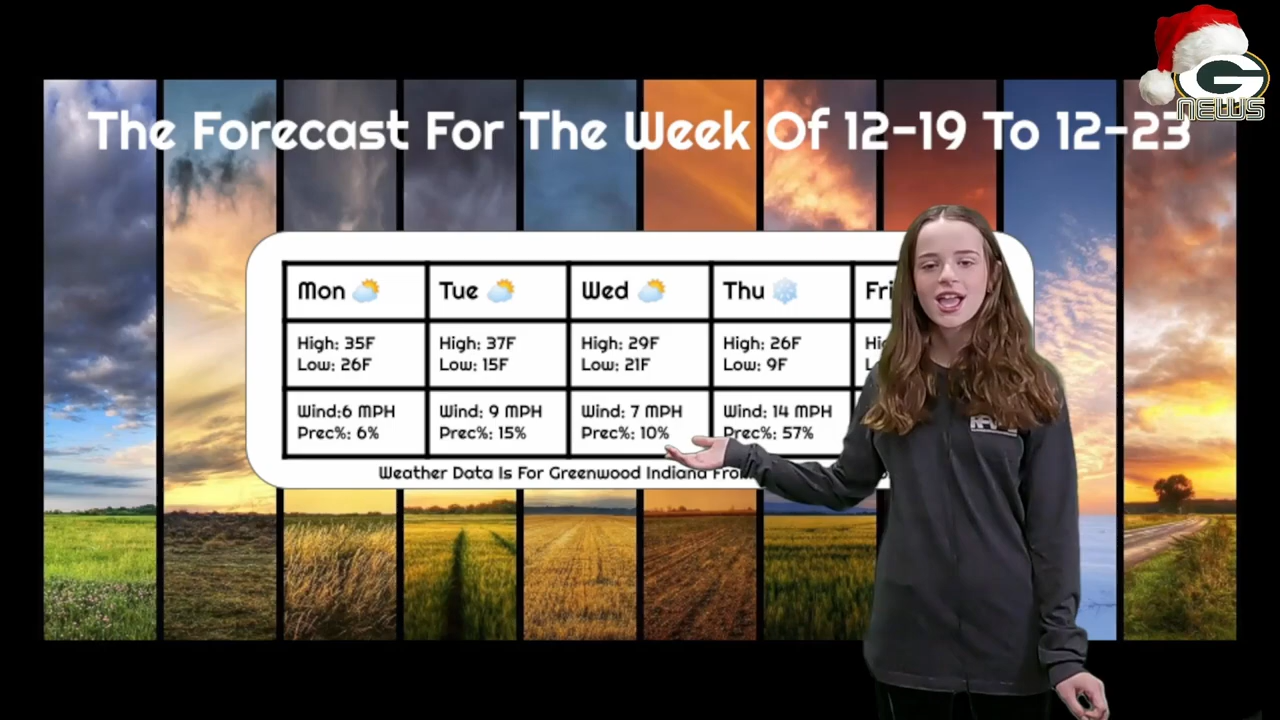 G
NEWS
The Forecast For The Week Of 12-19 To 12-23
Mon Tue Wed Thu Fri
High: 35F High: 37F High: 29F High: 26F
Low: 26F Low: 15F Low: 21F Low: 9F
Wind:6 MPH Wind: 9 MPH Wind: 7 MPH Wind: 14 MPH
Prec%: 6% Prec%: 15% Prec%: 10% Prec%: 57%
Weather Data Is For Greenwood Indiana From